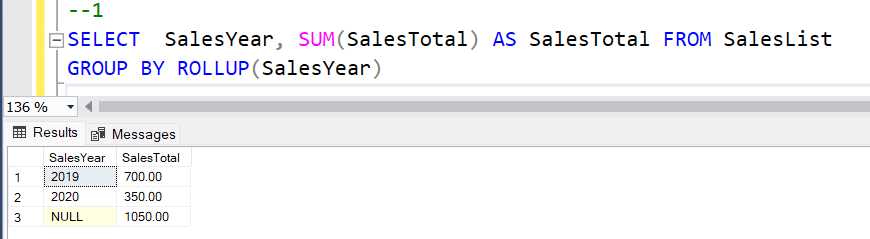 --1
SELECT  SalesYear, SUM(SalesTotal) AS SalesTotal FROM SalesList
GROUP BY ROLLUP(SalesYear)
136 %
Results Messages
SalesYear SalesTotal
1 2019 700.00
2 2020 350.00
3 NULL 1050.00